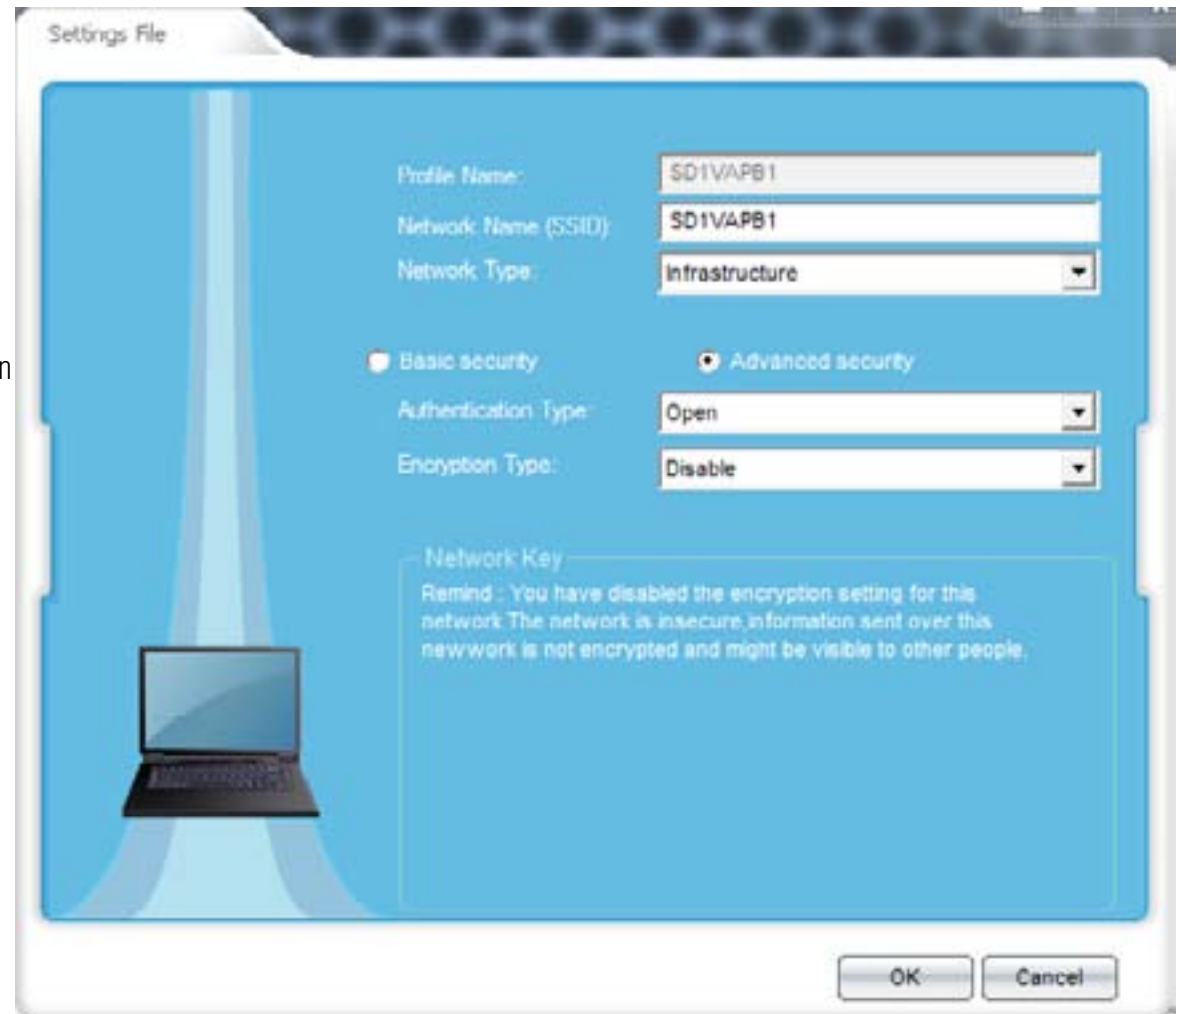 Settings File
Profile Name: SD1VAPB1
Network Name (SSID): SD1VAPB1
Network Type: Infrastructure
n
Basic security Advanced security
Authentication Type: Open
Encryption Type: Disable
Network Key
Remind : You have disabled the encryption setting for this
network The network is insecure,information sent over this
newwork is not encrypted and might be visible to other people.
OK Cancel